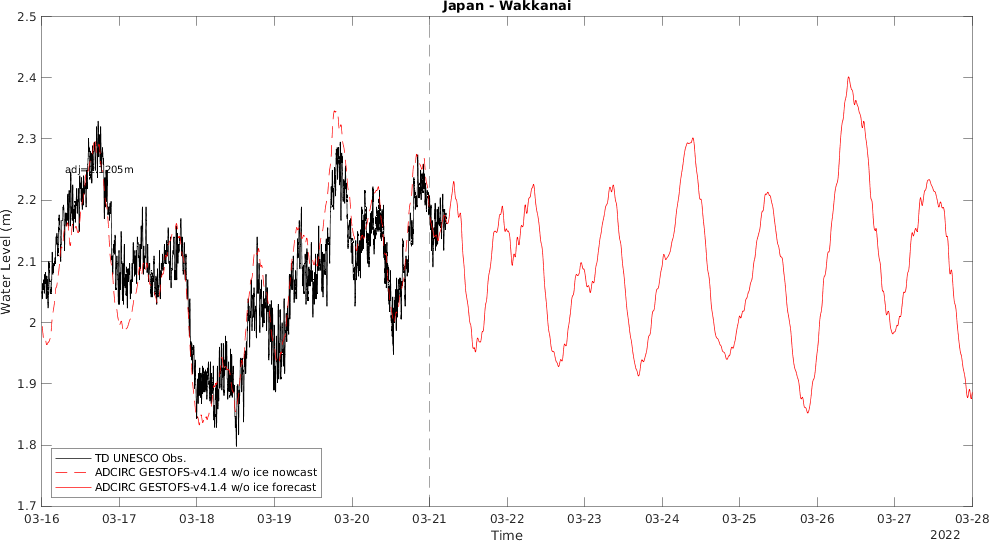 Japan - Wakkanai
2.5
2.4
2.3
2.2
2.1
2
1.9
1.8
1.7
Water Level (m)
TD UNESCO Obs.
ADCIRC GESTOFS-v4.1.4 w/o ice nowcast
ADCIRC GESTOFS-v4.1.4 w/o ice forecast
03-16 03-17 03-18 03-19 03-20 03-21 03-22 03-23 03-24 03-25 03-26 03-27 03-28
Time
2022